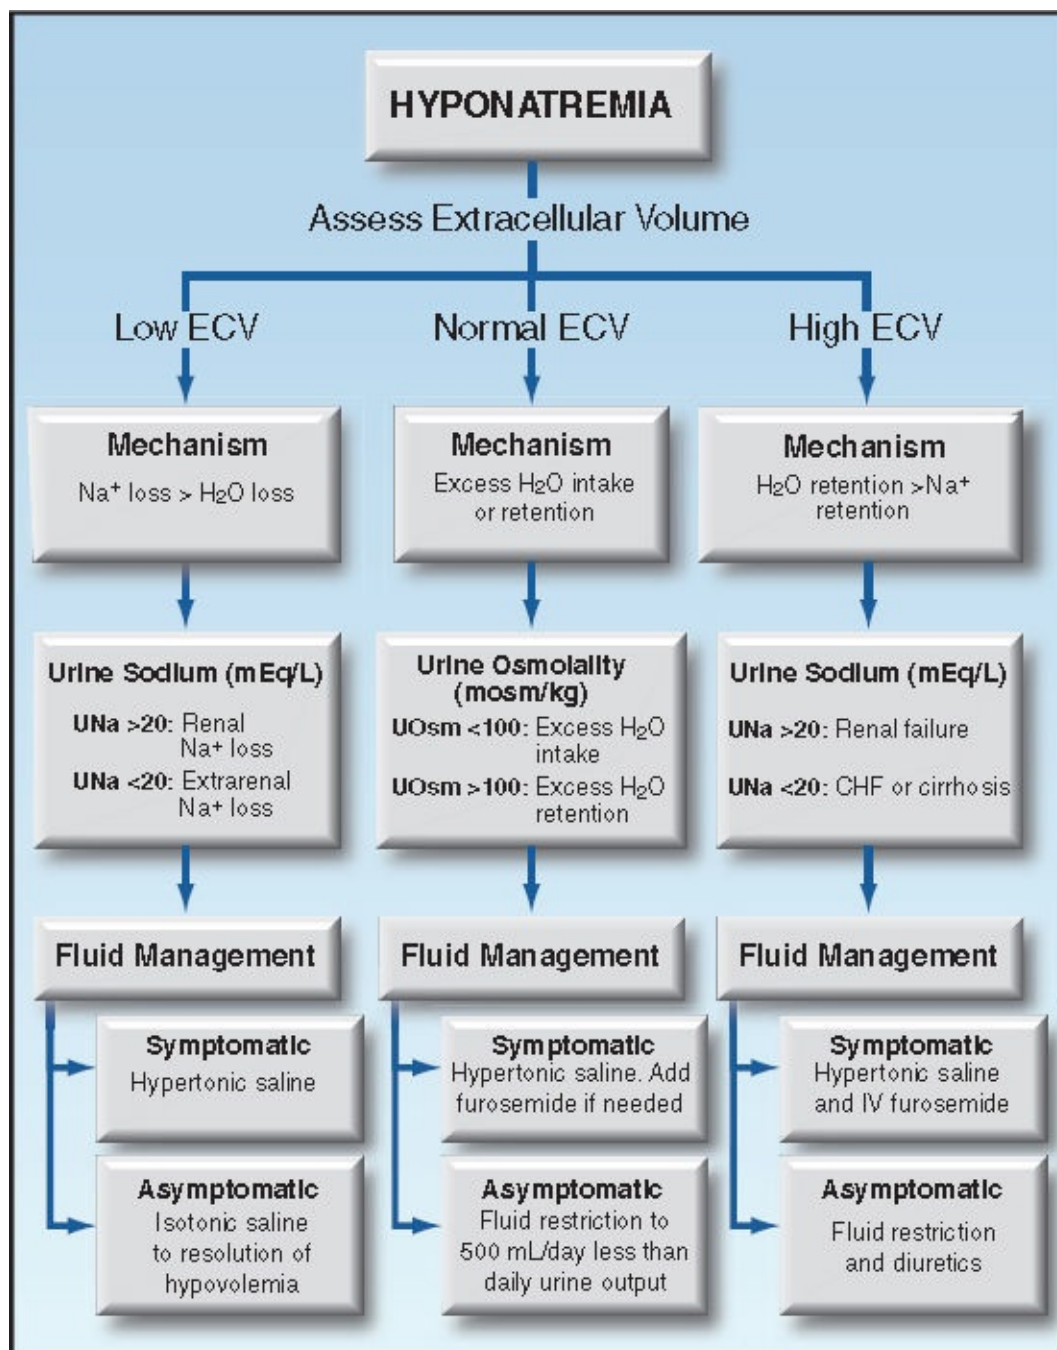 HYPONATREMIA
Assess Extracellular Volume
Low ECV
Normal ECV
High ECV
Mechanism
Na⁺ loss > H₂O loss
Mechanism
Excess H₂O intake
or retention
Mechanism
H₂O retention >Na⁺
retention
Urine Sodium (mEq/L)
UNa >20: Renal
Na⁺ loss
UNa <20: Extrarenal
Na⁺ loss
Urine Osmolality
(mosm/kg)
UOsm <100: Excess H₂O
intake
UOsm >100: Excess H₂O
retention
Urine Sodium (mEq/L)
UNa >20: Renal failure
UNa <20: CHF or cirrhosis
Fluid Management
Symptomatic
Hypertonic saline
Asymptomatic
Isotonic saline
to resolution of
hypovolemia
Fluid Management
Symptomatic
Hypertonic saline. Add
furosemide if needed
Asymptomatic
Fluid restriction to
500 mL/day less than
daily urine output
Fluid Management
Symptomatic
Hypertonic saline
and IV furosemide
Asymptomatic
Fluid restriction
and diuretics